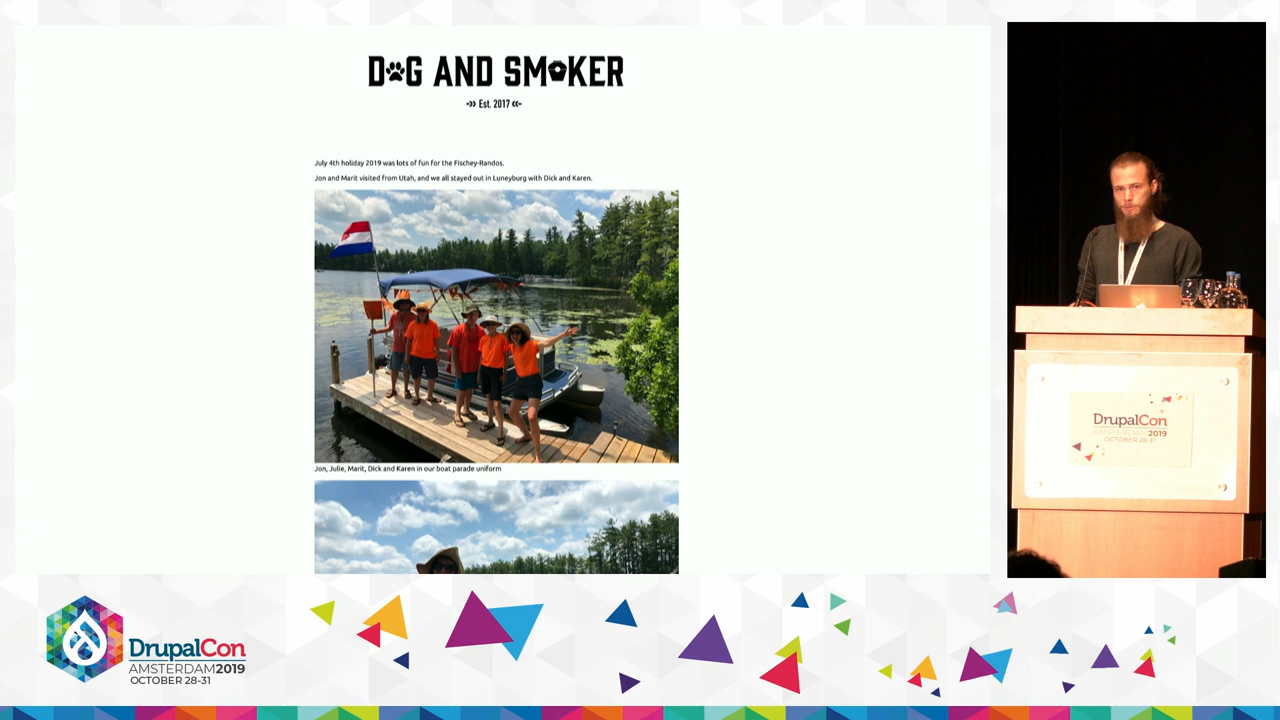 D G AND SM KER
Est. 2017
July 4th holiday 2019 was lots of fun for the Fischey-Randos.
Jon and Marit visited from Utah, and we all stayed out in Luneyburg with Dick and Karen.
Jon, Julie, Marit, Dick and Karen in our boat parade uniform
DrupalCon
AMSTERDAM2019
OCTOBER 28-31
DrupalCon
AMSTERDAM2019
OCTOBER 28-31